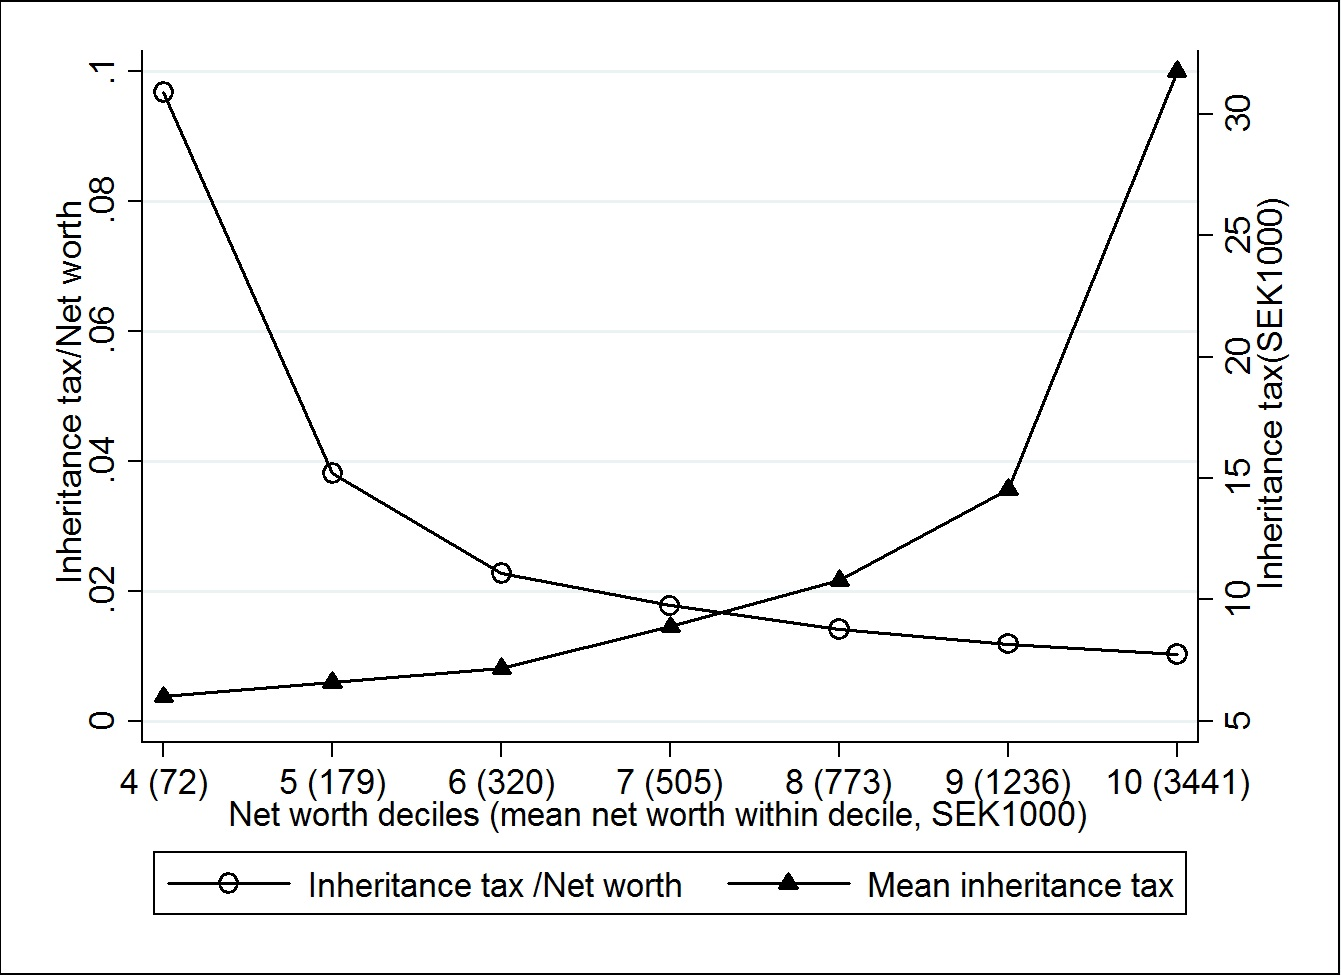 Inheritance tax/Net worth
.1
.08
.06
.04
.02
0
30
25
20
15
10
5
Inheritance tax(SEK1000)
4 (72) 5 (179) 6 (320) 7 (505) 8 (773) 9 (1236) 10 (3441)
Net worth deciles (mean net worth within decile, SEK1000)
Inheritance tax /Net worth Mean inheritance tax